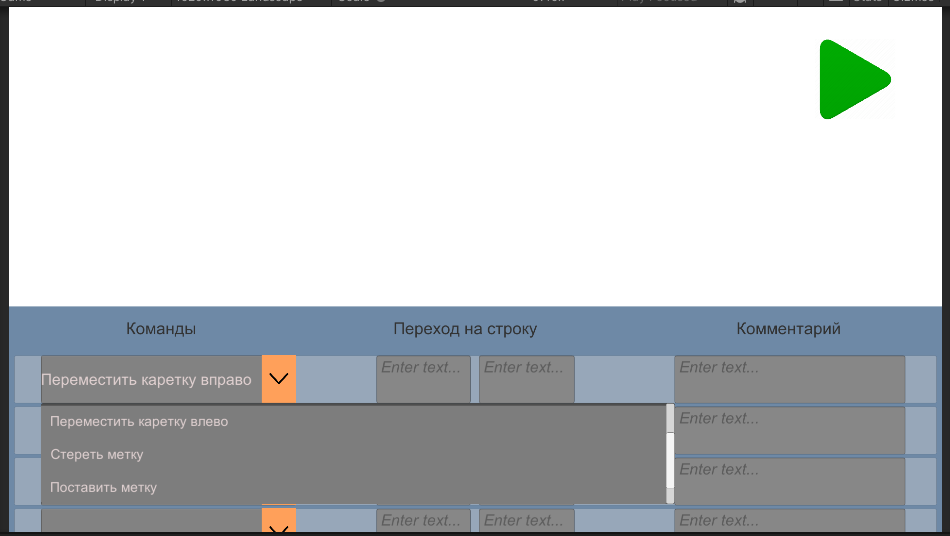 Команды Переход на строку Комментарий
Переместить каретку вправо Enter text... Enter text... Enter text...
Переместить каретку влево Enter text...
Стереть метку
Поставить метку Enter text...
Enter text... Enter text... Enter text...